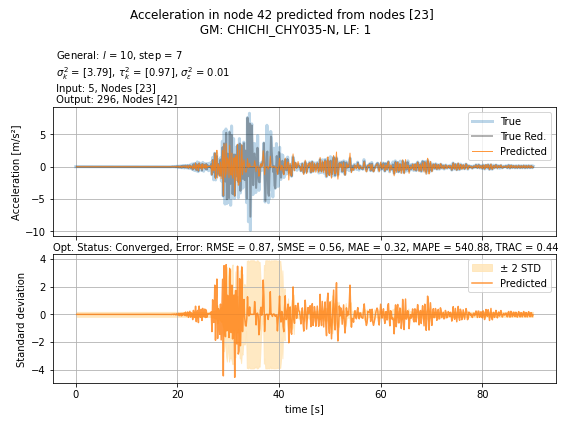 Acceleration in node 42 predicted from nodes [23]
GM: CHICHI_CHY035-N, LF: 1
General: l = 10, step = 7
σ²ₖ = [3.79], τ²ₖ = [0.97], σ²ε = 0.01
Input: 5, Nodes [23]
Output: 296, Nodes [42]
Acceleration [m/s²]
5
0
−5
−10
True
True Red.
Predicted
Opt. Status: Converged, Error: RMSE = 0.87, SMSE = 0.56, MAE = 0.32, MAPE = 540.88, TRAC = 0.44
Standard deviation
4
2
0
−2
−4
± 2 STD
Predicted
0 20 40 60 80
time [s]